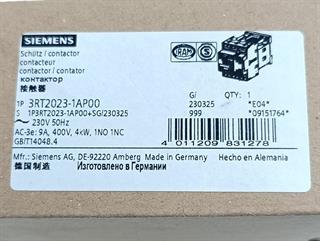 SIEMENS
Schütz / contactor
contacteur
contactor / contator
контактор
接触器
1P 3RT2023-1AP00
S 1P3RT2023-1AP00+SG/230325
~ 230V 50Hz
AC-3e: 9A, 400V, 4kW, 1NO 1NC
GB/T14048.4
IRAM S
G/ QTY: 1
230325 *E04*
999 *09151764*
Mfr.: Siemens AG, DE-92220 Amberg Made in Germany Hecho en Alemania
德国制造 Изготовлено в Германии
4 011209 831278